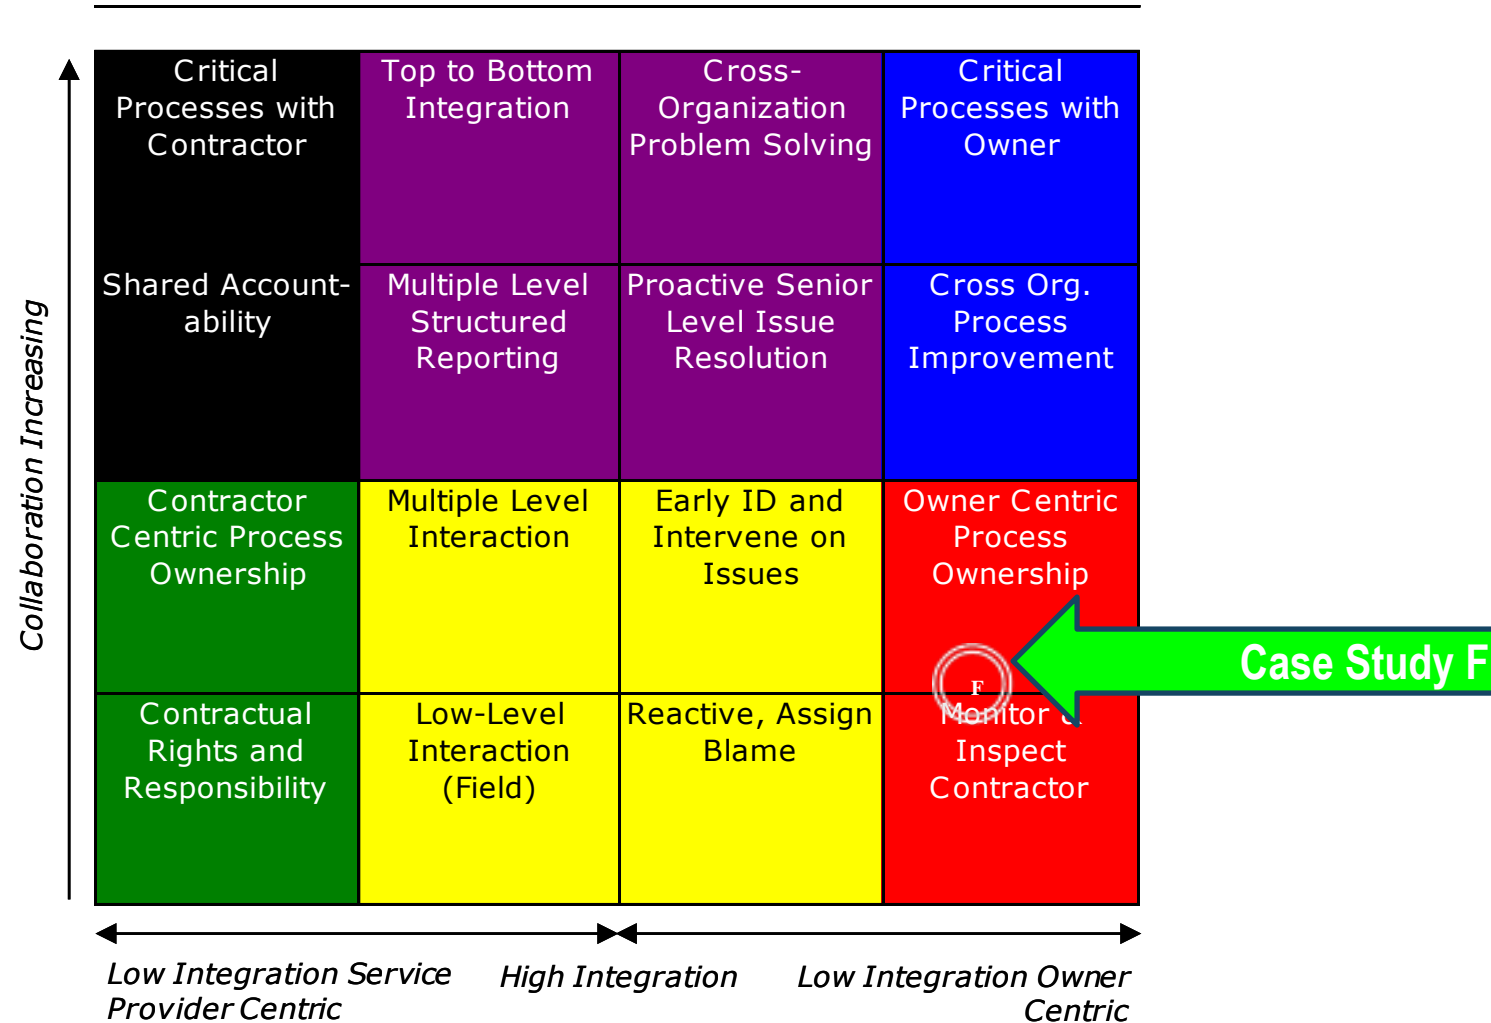 Critical
Processes with
Contractor
Top to Bottom
Integration
Cross-
Organization
Problem Solving
Critical
Processes with
Owner
Shared Account-
ability
Multiple Level
Structured
Reporting
Proactive Senior
Level Issue
Resolution
Cross Org.
Process
Improvement
Contractor
Centric Process
Ownership
Multiple Level
Interaction
Early ID and
Intervene on
Issues
Owner Centric
Process
Ownership
Contractual
Rights and
Responsibility
Low-Level
Interaction
(Field)
Reactive, Assign
Blame
Monitor &
Inspect
Contractor
F
Case Study F
Collaboration Increasing
Low Integration Service
Provider Centric
High Integration
Low Integration Owner
Centric